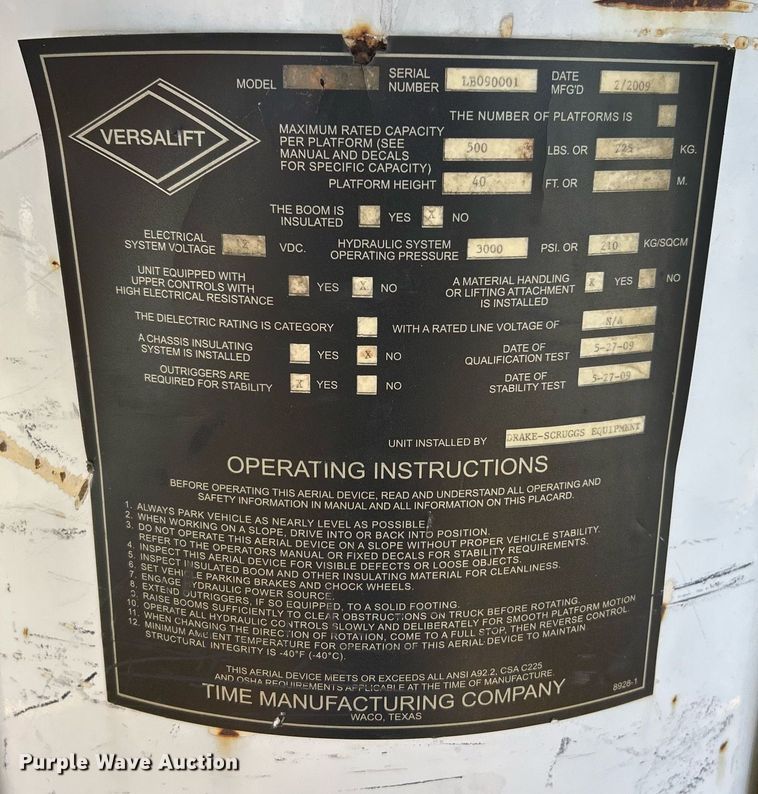 VERSALIFT
MODEL
SERIAL NUMBER LB090001
DATE MFG'D 2/2009
THE NUMBER OF PLATFORMS IS
MAXIMUM RATED CAPACITY
PER PLATFORM (SEE 500 LBS. OR 225 KG.
MANUAL AND DECALS
FOR SPECIFIC CAPACITY)
PLATFORM HEIGHT 40 FT. OR M.
THE BOOM IS
INSULATED YES X NO
ELECTRICAL
SYSTEM VOLTAGE 12 VDC.
HYDRAULIC SYSTEM
OPERATING PRESSURE 3000 PSI. OR 210 KG/SQCM
UNIT EQUIPPED WITH
UPPER CONTROLS WITH YES X NO
HIGH ELECTRICAL RESISTANCE
A MATERIAL HANDLING
OR LIFTING ATTACHMENT X YES NO
IS INSTALLED
THE DIELECTRIC RATING IS CATEGORY WITH A RATED LINE VOLTAGE OF N/A
A CHASSIS INSULATING
SYSTEM IS INSTALLED YES X NO
DATE OF
QUALIFICATION TEST 5-27-09
OUTRIGGERS ARE
REQUIRED FOR STABILITY X YES NO
DATE OF
STABILITY TEST 5-27-09
UNIT INSTALLED BY DRAKE-SCRUGGS EQUIPMENT
OPERATING INSTRUCTIONS
BEFORE OPERATING THIS AERIAL DEVICE, READ AND UNDERSTAND ALL OPERATING AND
SAFETY INFORMATION IN MANUAL AND ALL INFORMATION ON THIS PLACARD.
1. ALWAYS PARK VEHICLE AS NEARLY LEVEL AS POSSIBLE.
2. WHEN WORKING ON A SLOPE, DRIVE INTO OR BACK INTO POSITION.
3. DO NOT OPERATE THIS AERIAL DEVICE ON A SLOPE WITHOUT PROPER VEHICLE STABILITY.
REFER TO THE OPERATORS MANUAL OR FIXED DECALS FOR STABILITY REQUIREMENTS.
4. INSPECT THIS AERIAL DEVICE FOR VISIBLE DEFECTS OR LOOSE OBJECTS.
5. INSPECT INSULATED BOOM AND OTHER INSULATING MATERIAL FOR CLEANLINESS.
6. SET VEHICLE PARKING BRAKES AND CHOCK WHEELS.
7. ENGAGE HYDRAULIC POWER SOURCE.
8. EXTEND OUTRIGGERS, IF SO EQUIPPED, TO A SOLID FOOTING.
9. RAISE BOOMS SUFFICIENTLY TO CLEAR OBSTRUCTIONS ON TRUCK BEFORE ROTATING.
10. OPERATE ALL HYDRAULIC CONTROLS SLOWLY AND DELIBERATELY FOR SMOOTH PLATFORM MOTION
11. WHEN CHANGING THE DIRECTION OF ROTATION, COME TO A FULL STOP, THEN REVERSE CONTROL.
12. MINIMUM AMBIENT TEMPERATURE FOR OPERATION OF THIS AERIAL DEVICE TO MAINTAIN
STRUCTURAL INTEGRITY IS -40°F (-40°C).
THIS AERIAL DEVICE MEETS OR EXCEEDS ALL ANSI A92.2, CSA C225
AND OSHA REQUIREMENTS APPLICABLE AT THE TIME OF MANUFACTURE.
TIME MANUFACTURING COMPANY
WACO, TEXAS
8928-1
Purple Wave Auction